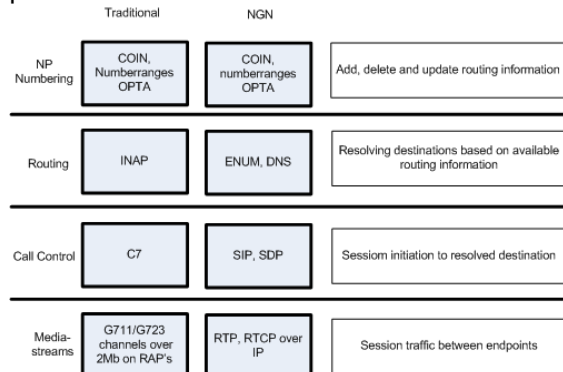 Traditional
NGN
NP
Numbering
COIN,
Numberranges
OPTA
COIN,
numberranges
OPTA
Add, delete and update routing information
Routing
INAP
ENUM, DNS
Resolving destinations based on available
routing information
Call Control
C7
SIP, SDP
Sessiom initiation to resolved destination
Media-
streams
G711/G723
channels over
2Mb on RAP's
RTP, RTCP over
IP
Session traffic between endpoints